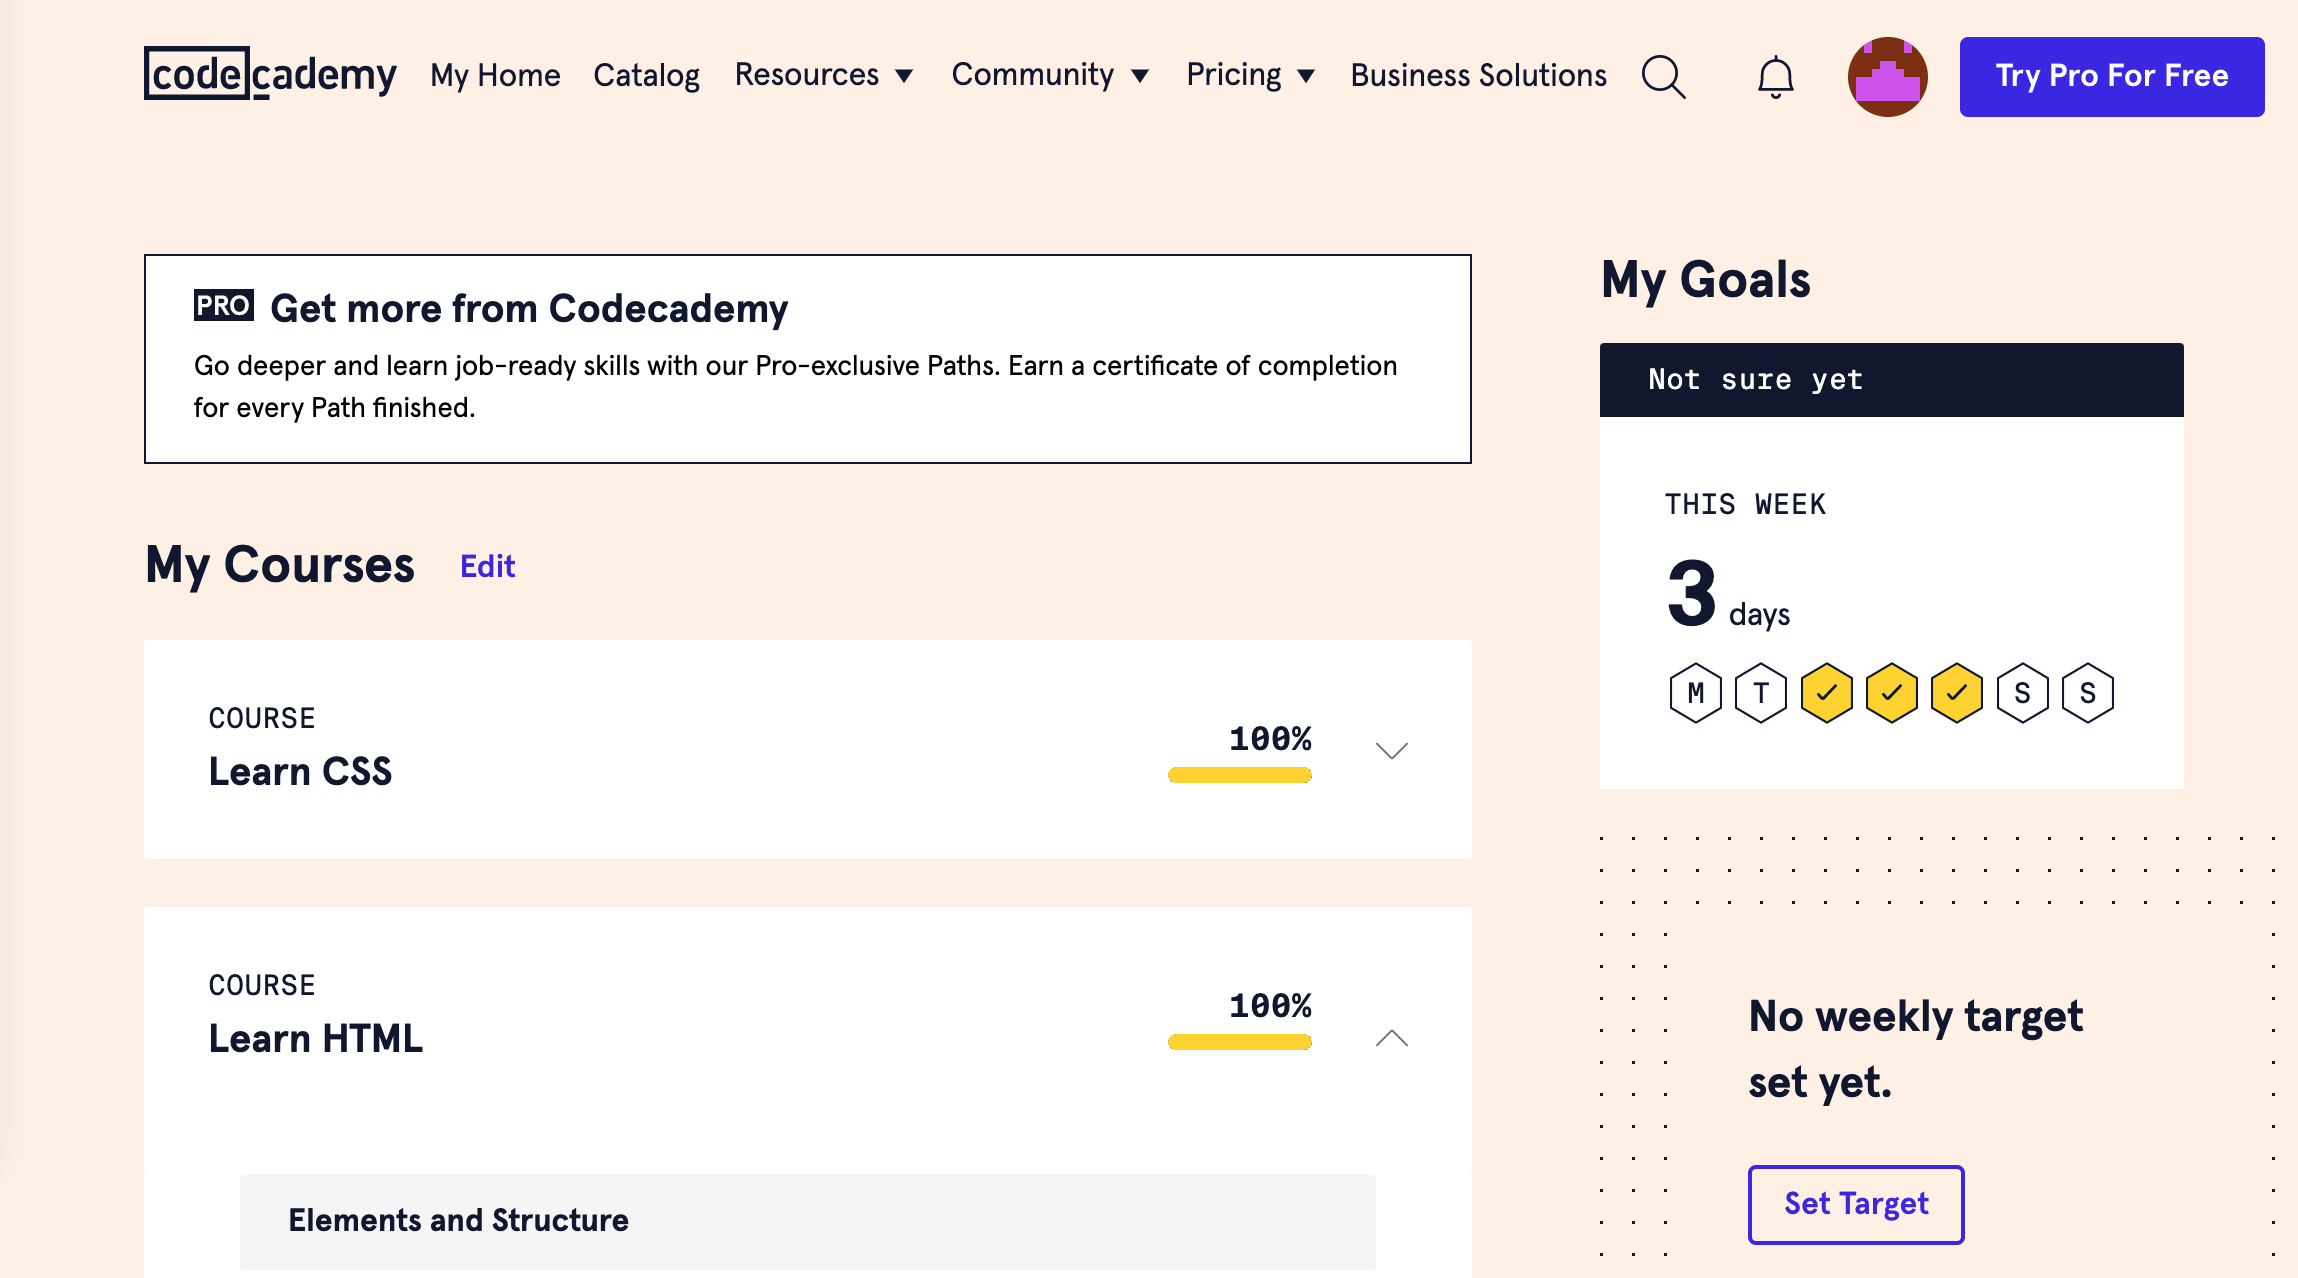 codecademy My Home Catalog Resources Community Pricing Business Solutions Try Pro For Free
PRO Get more from Codecademy
Go deeper and learn job-ready skills with our Pro-exclusive Paths. Earn a certificate of completion
for every Path finished.
My Courses Edit
COURSE
Learn CSS
100%
COURSE
Learn HTML
100%
Elements and Structure
My Goals
Not sure yet
THIS WEEK
3 days
M T S S
No weekly target
set yet.
Set Target